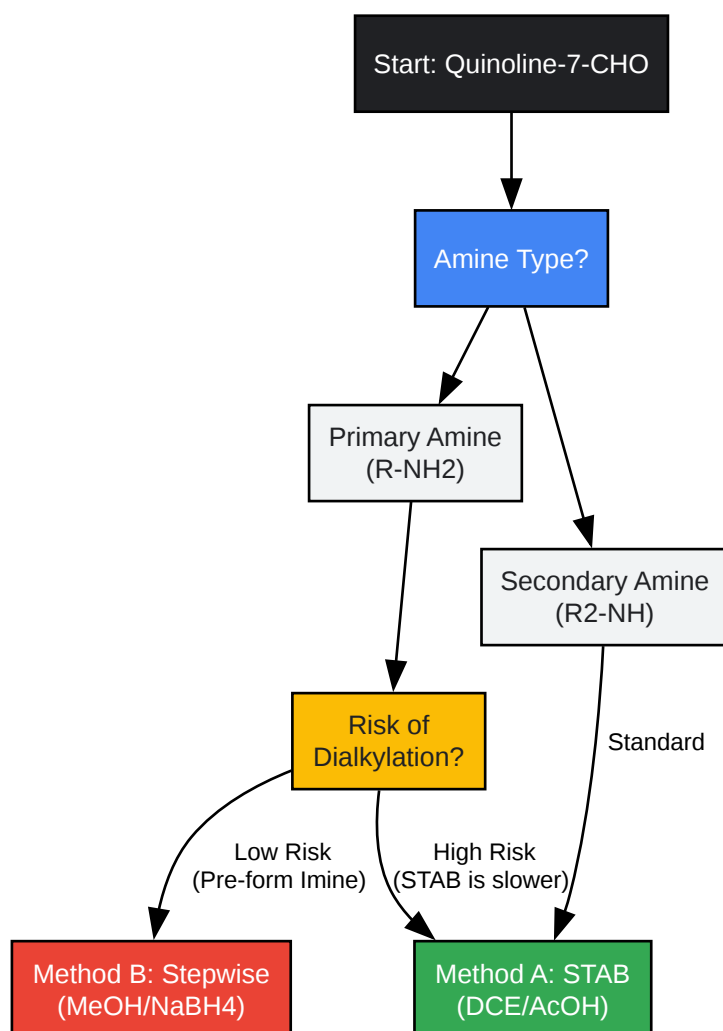 Start: Quinoline-7-CHO
Amine Type?
Primary Amine
(R-NH2)
Secondary Amine
(R2-NH)
Risk of
Dialkylation?
Standard
Low Risk
(Pre-form Imine)
High Risk
(STAB is slower)
Method B: Stepwise
(MeOH/NaBH4)
Method A: STAB
(DCE/AcOH)